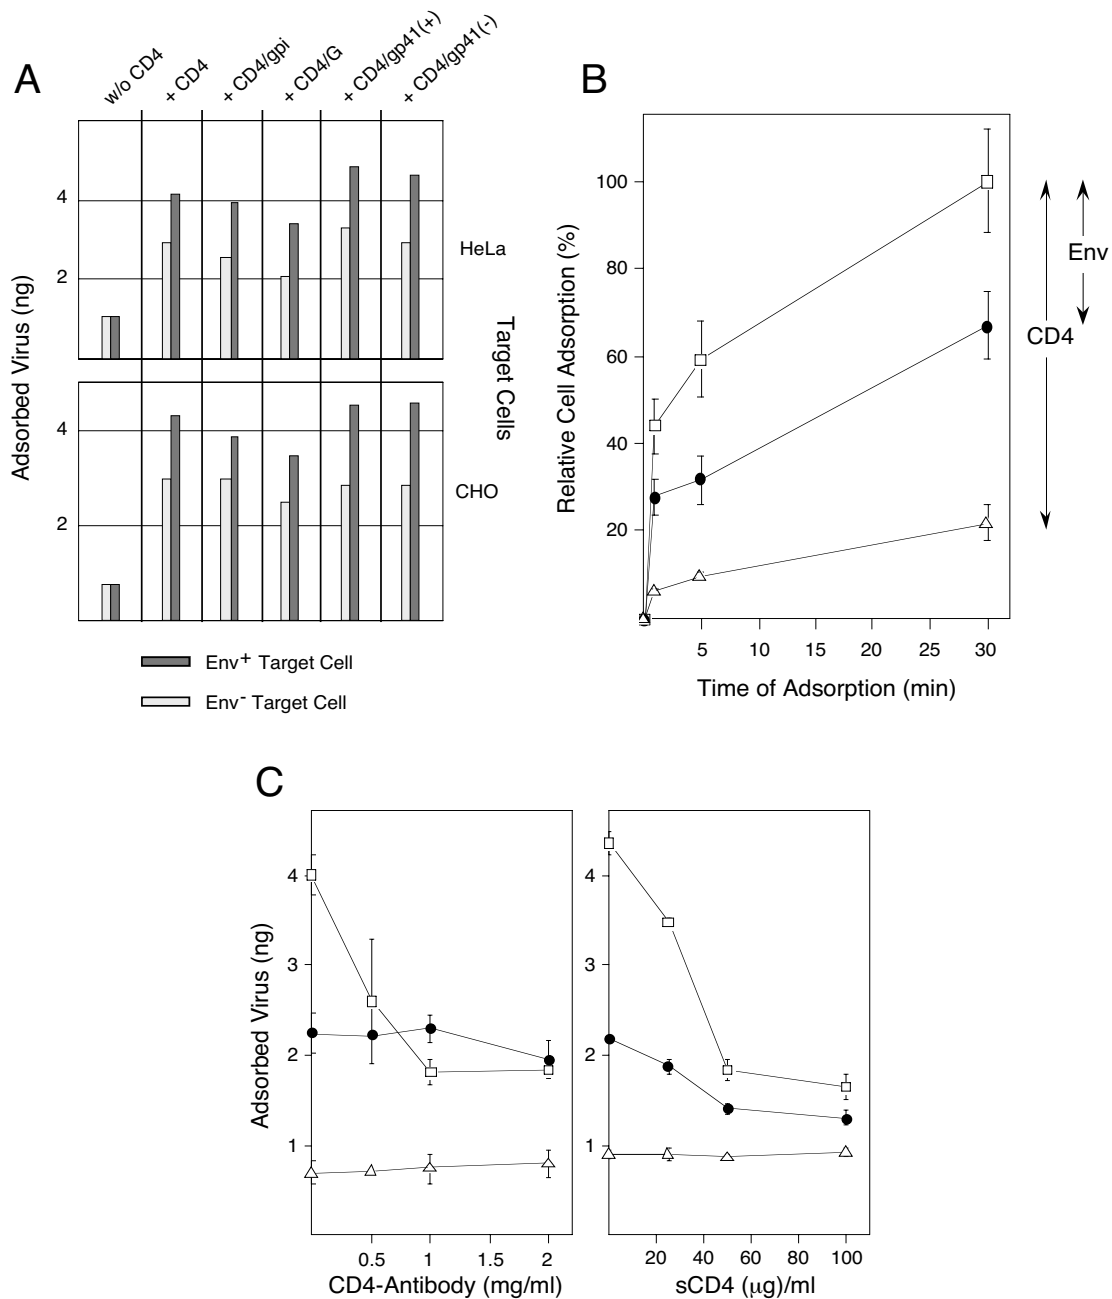 A
w/o CD4
+ CD4
+ CD4/gpi
+ CD4/G
+ CD4/gp41(+)
+ CD4/gp41(-)
Adsorbed Virus (ng)
4
2
HeLa
4
2
CHO
Target Cells
Env+ Target Cell
Env- Target Cell
B
Relative Cell Adsorption (%)
100
80
60
40
20
5 10 15 20 25 30
Time of Adsorption (min)
Env
CD4
C
Adsorbed Virus (ng)
4
3
2
1
0.5 1 1.5 2
CD4-Antibody (mg/ml)
4
3
2
1
20 40 60 80 100
sCD4 (μg)/ml